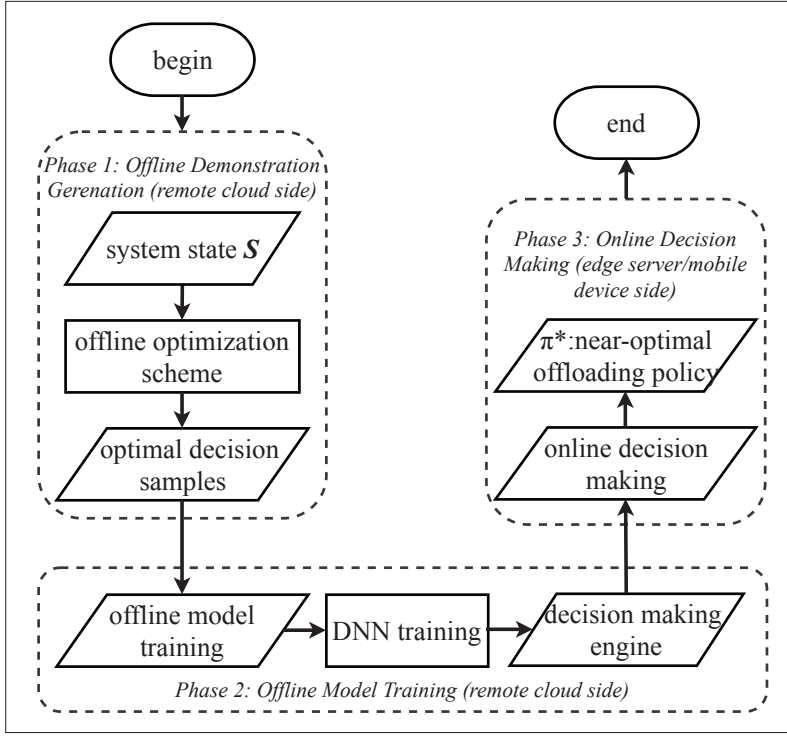 begin
Phase 1: Offline Demonstration
Gerenation (remote cloud side)
system state S
offline optimization
scheme
optimal decision
samples
offline model
training
DNN training
decision making
engine
Phase 2: Offline Model Training (remote cloud side)
end
Phase 3: Online Decision
Making (edge server/mobile
device side)
π*:near-optimal
offloading policy
online decision
making